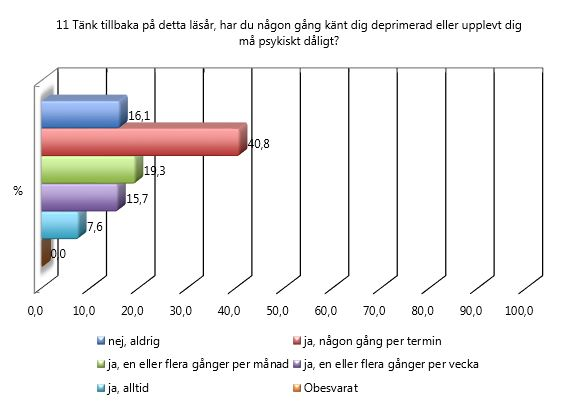 11 Tänk tillbaka på detta läsår, har du någon gång känt dig deprimerad eller upplevt dig
må psykiskt dåligt?
16,1
40,8
19,3
15,7
7,6
0,0
%
0,0 10,0 20,0 30,0 40,0 50,0 60,0 70,0 80,0 90,0 100,0
nej, aldrig ja, någon gång per termin
ja, en eller flera gånger per månad ja, en eller flera gånger per vecka
ja, alltid Obesvarat